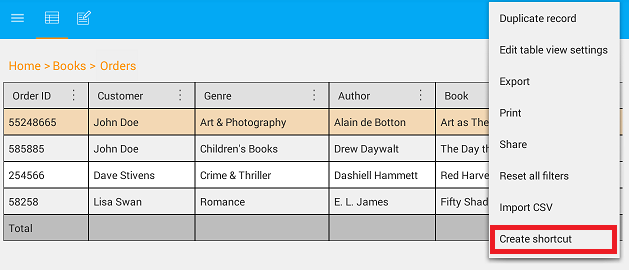 Duplicate record
Edit table view settings
Export
Print
Share
Reset all filters
Import CSV
Create shortcut
Home > Books > Orders
Order ID Customer Genre Author Book
55248665 John Doe Art & Photography Alain de Botton Art as The
585885 John Doe Children's Books Drew Daywalt The Day th
254566 Dave Stivens Crime & Thriller Dashiell Hammett Red Harve
58258 Lisa Swan Romance E. L. James Fifty Shad
Total